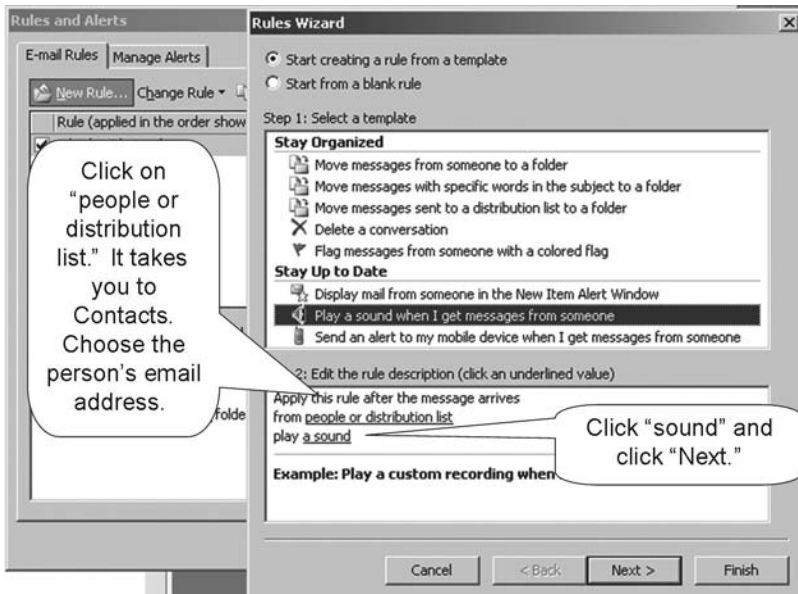 Rules and Alerts
E-mail Rules
Manage Alerts
New Rule...
Change Rule
Rule (applied in the order show
Click on
“people or
distribution
list.” It takes
you to
Contacts.
Choose the
person’s email
address.
Rules Wizard
Start creating a rule from a template
Start from a blank rule
Step 1: Select a template
Stay Organized
Move messages from someone to a folder
Move messages with specific words in the subject to a folder
Move messages sent to a distribution list to a folder
Delete a conversation
Flag messages from someone with a colored flag
Stay Up to Date
Display mail from someone in the New Item Alert Window
Play a sound when I get messages from someone
Send an alert to my mobile device when I get messages from someone
2: Edit the rule description (click an underlined value)
Apply this rule after the message arrives
from people or distribution list
play a sound
Click “sound” and
click “Next.”
Example: Play a custom recording when
Cancel
< Back
Next >
Finish